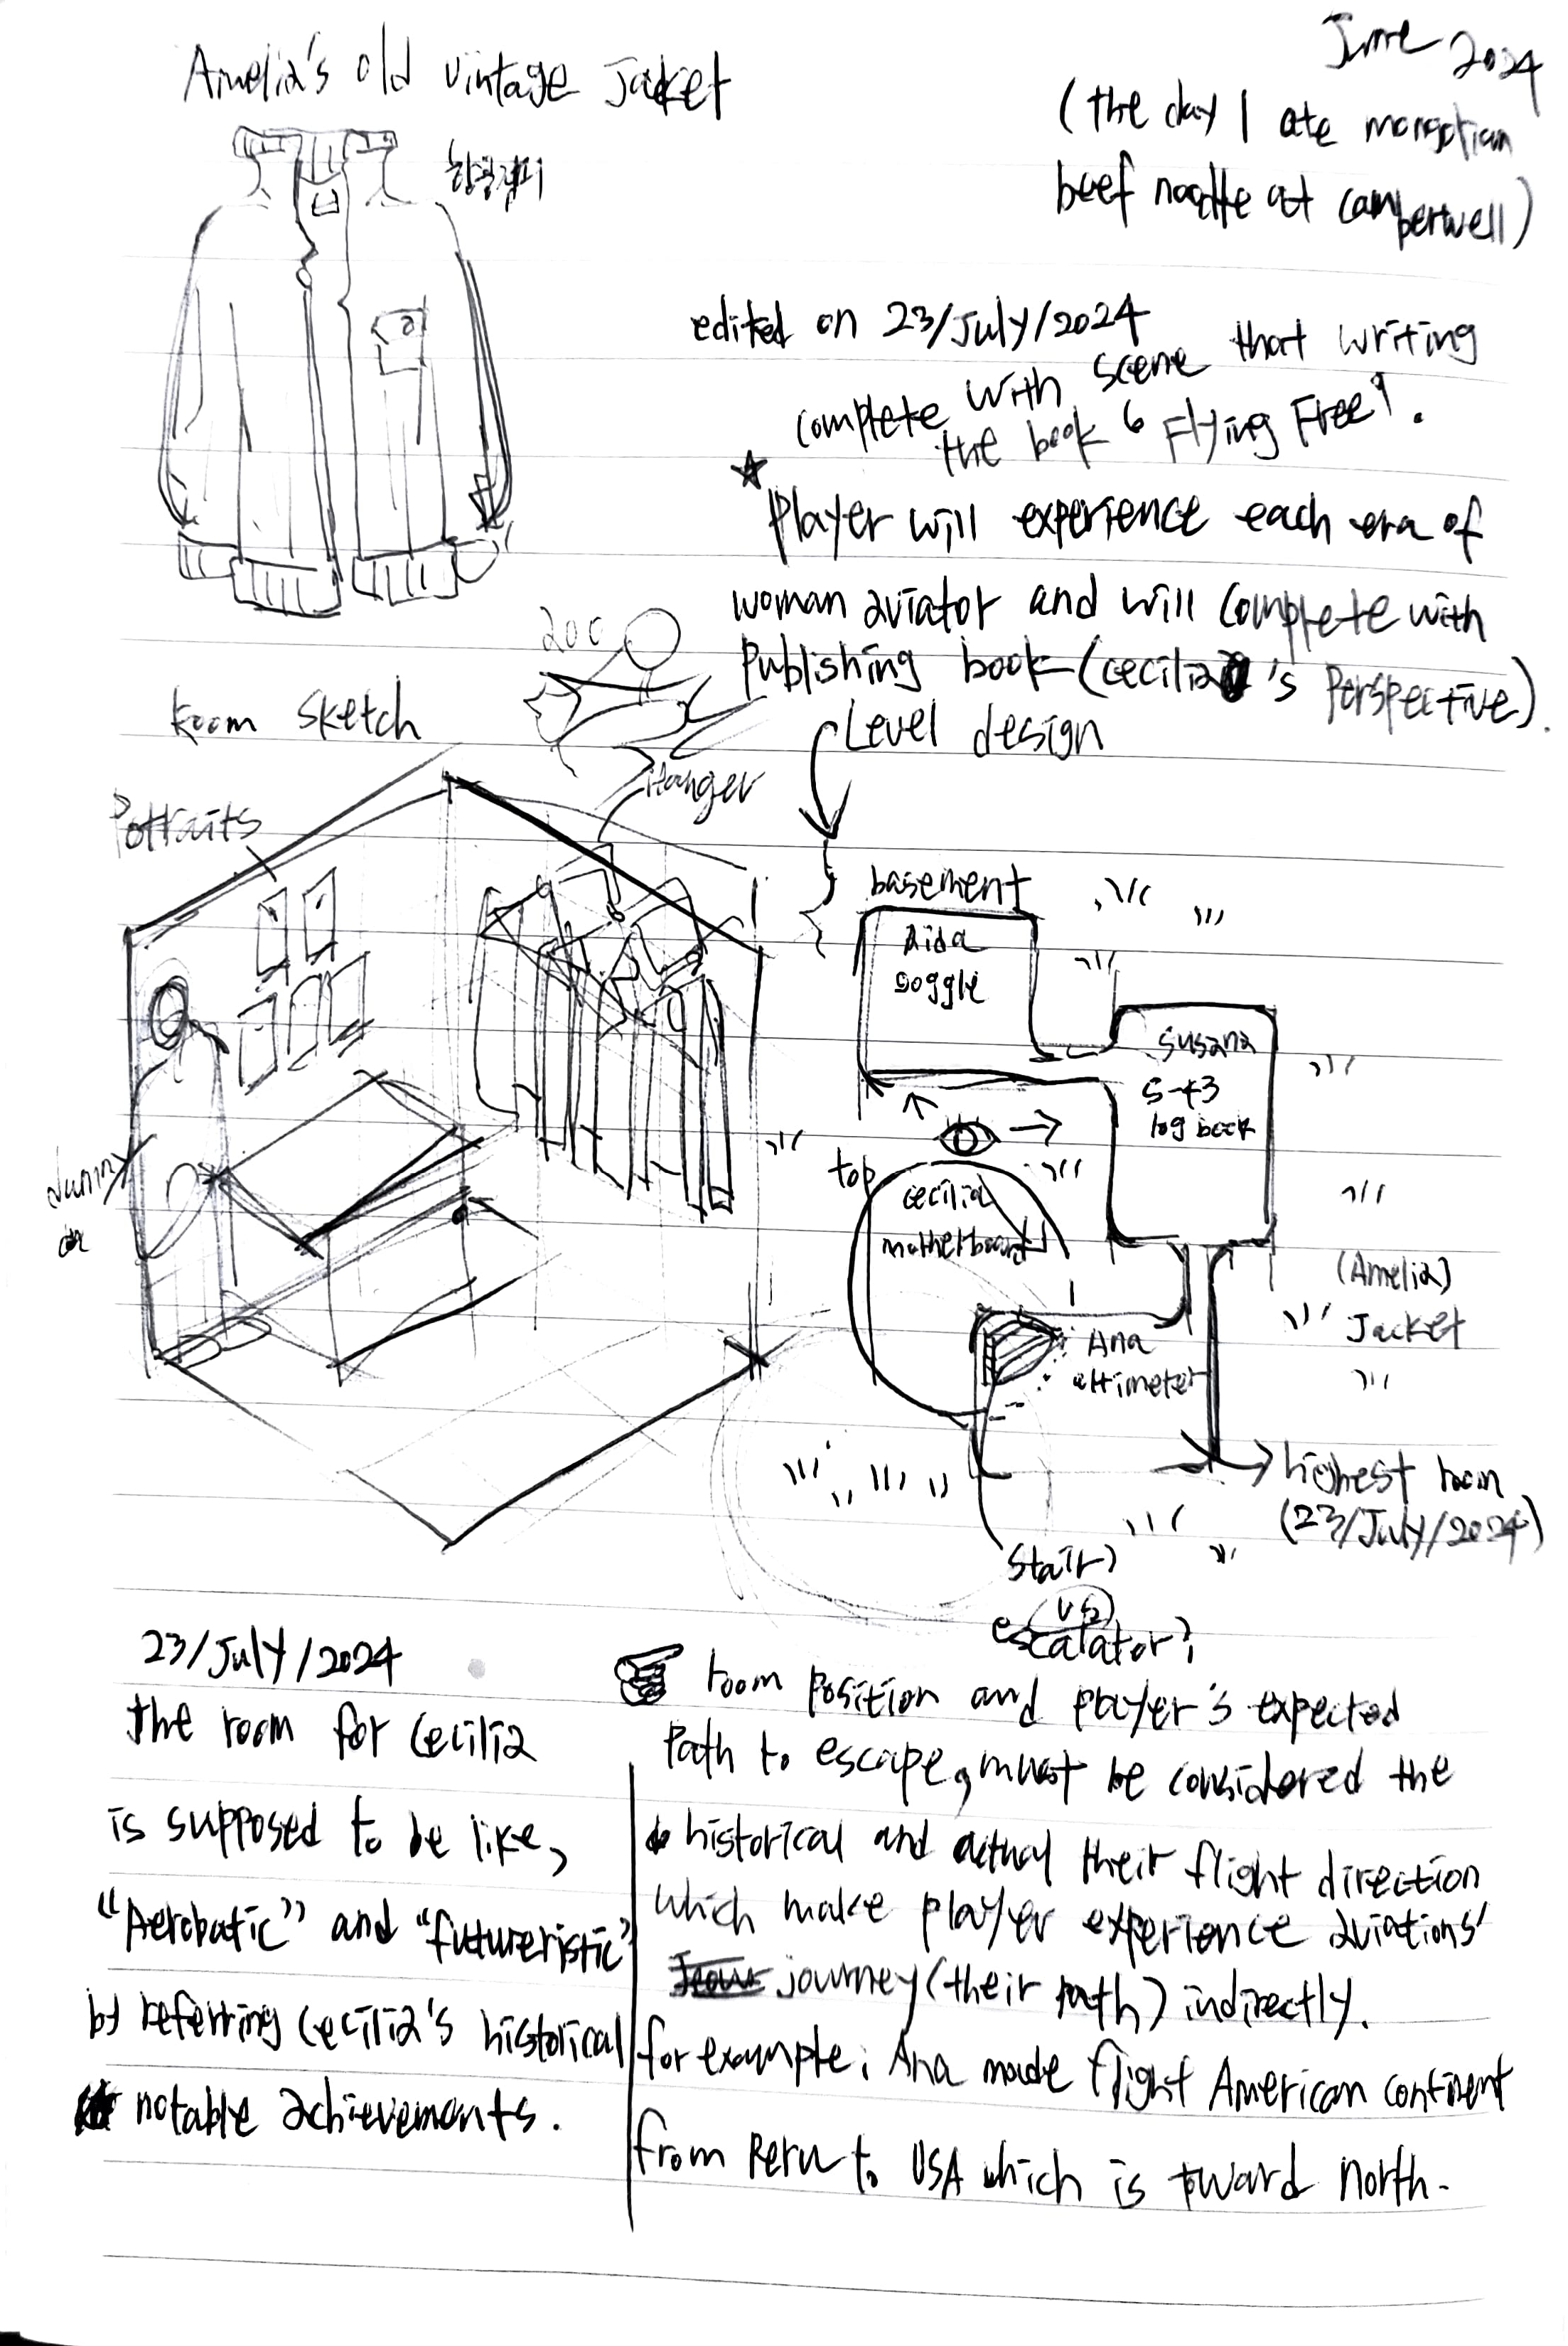 Amelia's old vintage Jacket
June 2024
(the day I ate mongolian
beef noodle at camberwell)
edited on 23/July/2024
complete with scene that writing
the book 'Flying Free'.
★
Player will experience each era of
woman aviator and will complete with
publishing book (cecilia's perspective).
Level design
room sketch
Hanger
Pottraits
dummy
basement
Aida
goggle
Susana
S-43
log book
top
cecilia
motherboard
(Amelia)
Jacket
Ana
altimeter
highest room
(23/July/2024)
Stair?
vs
escalator?
23/July/2024
the room for Cecilia
is supposed to be like,
"Aerobatic" and "futureristic"
by referring Cecilia's historical
notable achievements.
room position and player's expected
path to escape, must be considered the
historical and actual their flight direction
which make player experience aviations'
journey (their path) indirectly.
for example; Ana made flight American continent
from Peru to USA which is toward north.